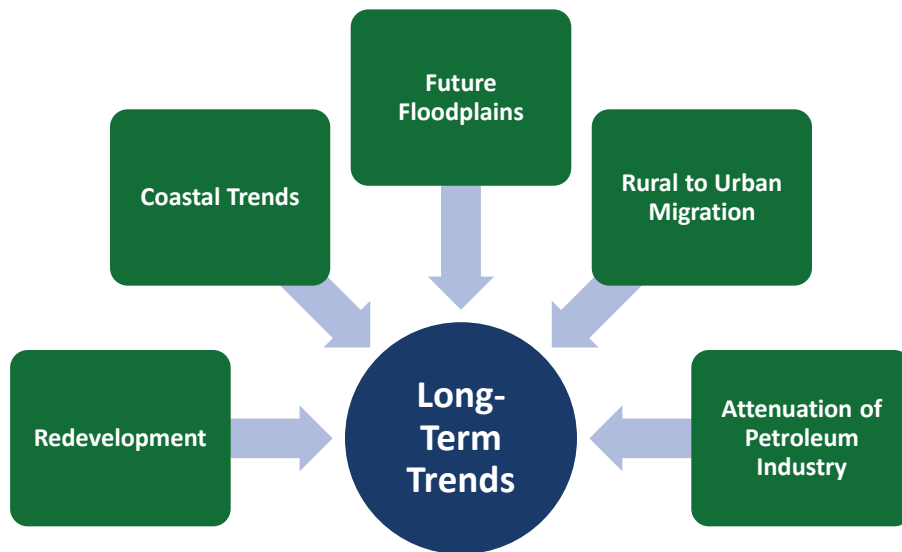 Future
Floodplains
Coastal Trends
Rural to Urban
Migration
Redevelopment
Long-
Term
Trends
Attenuation of
Petroleum
Industry